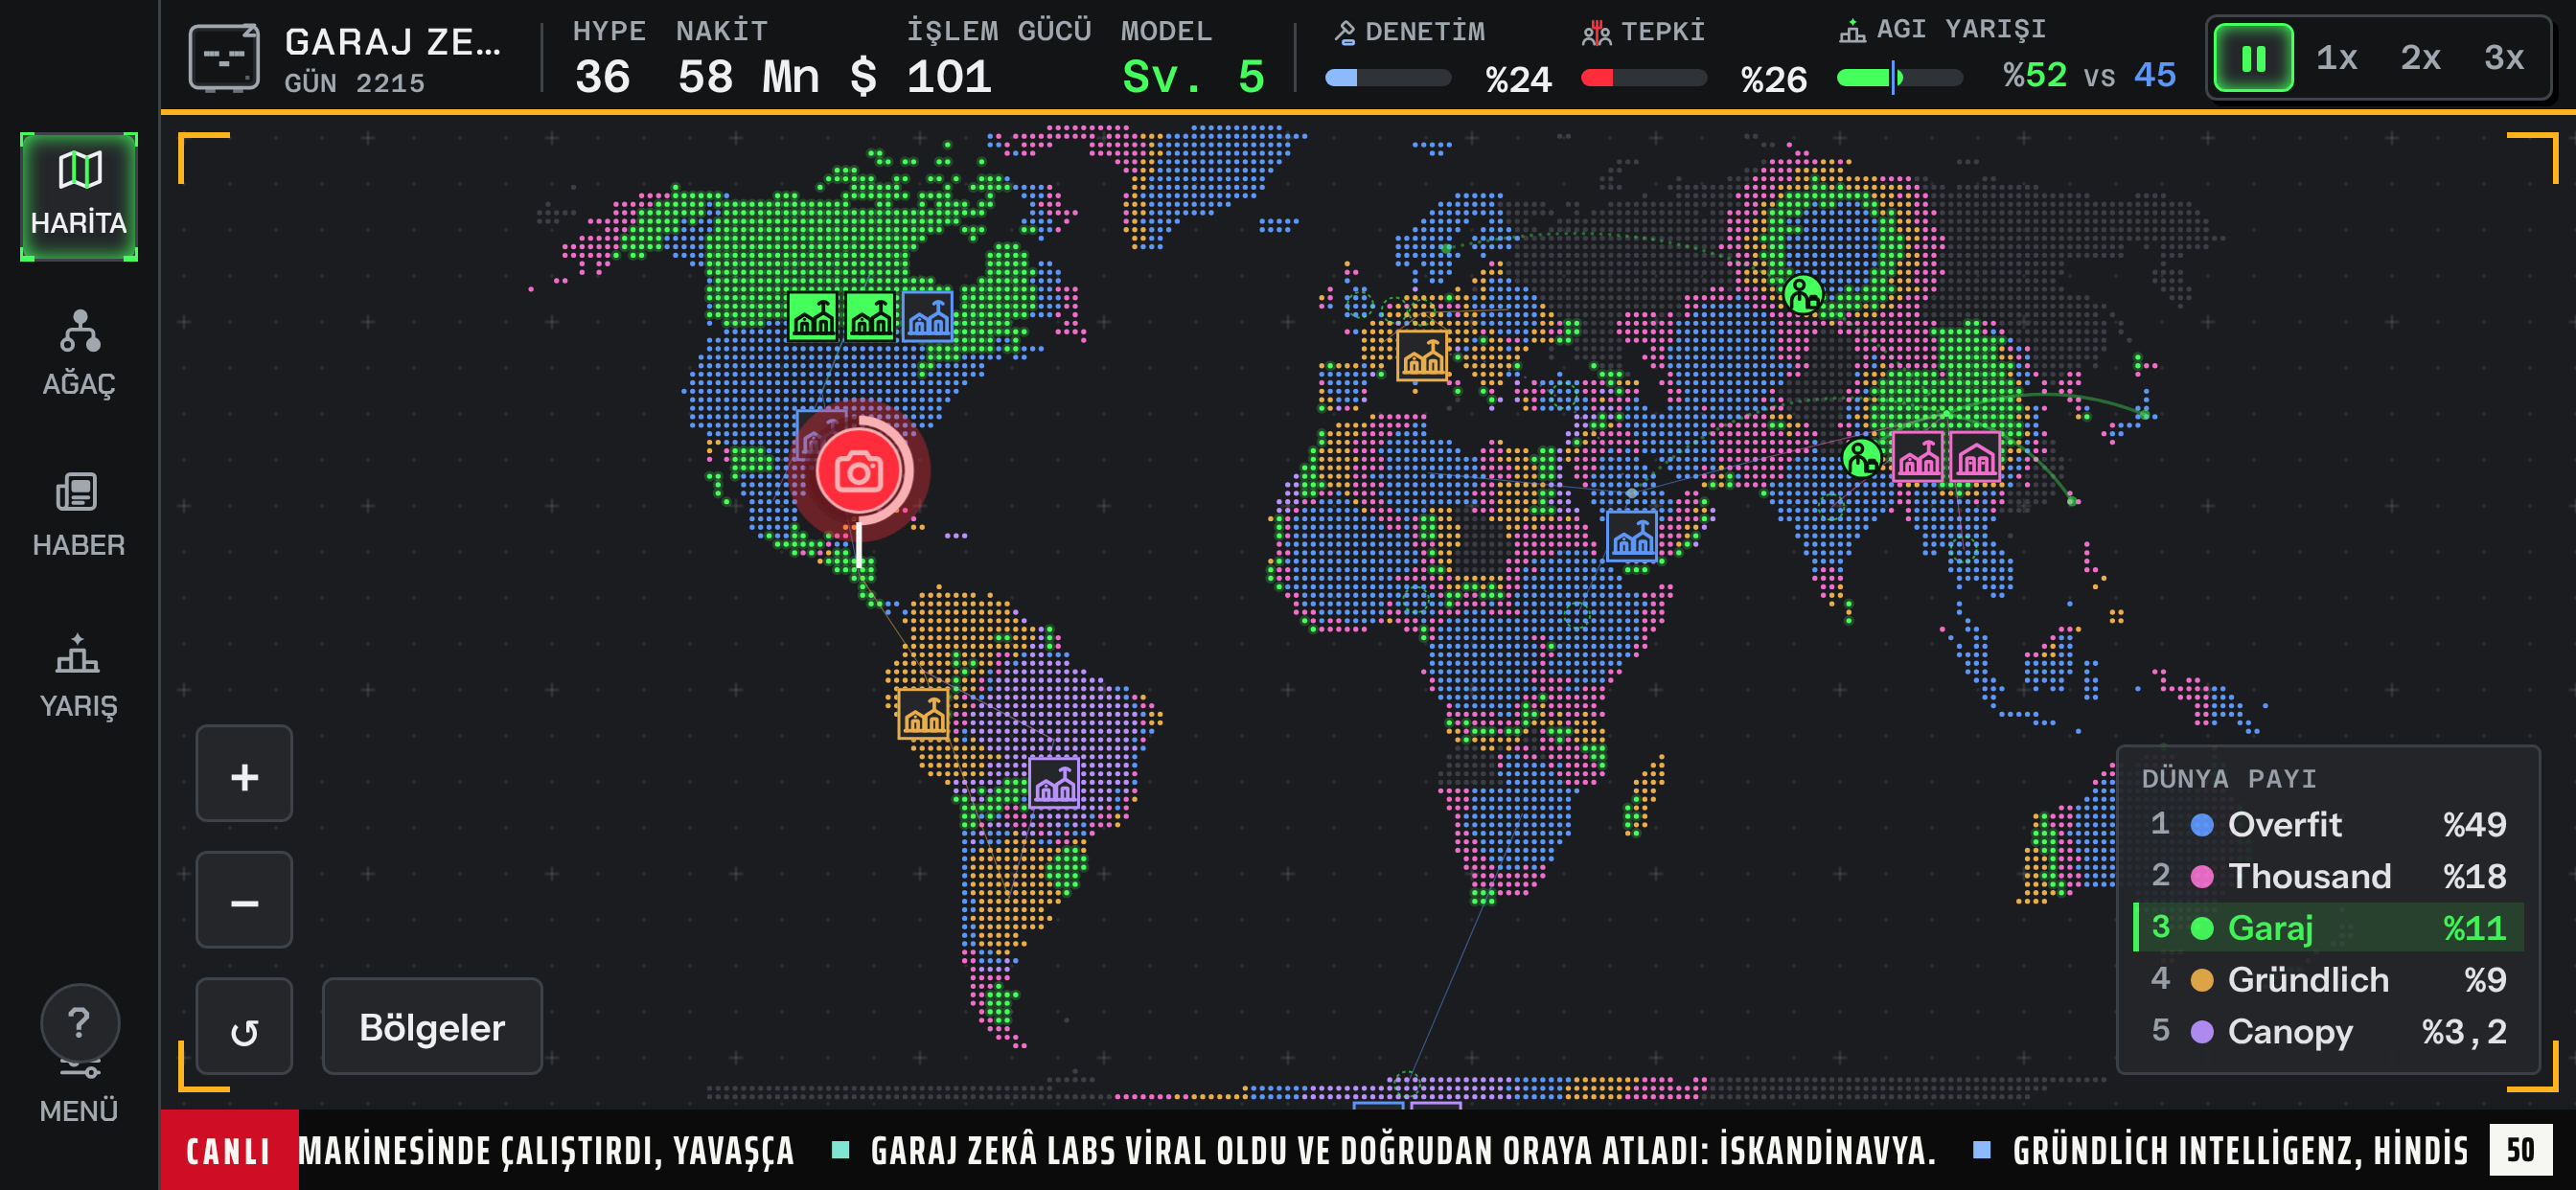 GARAJ ZE...
GÜN 2215
HYPE
36
NAKİT
58 Mn $
İŞLEM GÜCÜ
101
MODEL
Sv. 5
DENETİM
%24
TEPKİ
%26
AGI YARIŞI
%52 VS 45
1x
2x
3x
HARİTA
AĞAÇ
HABER
YARIŞ
?
MENÜ
+
−
↺
Bölgeler
DÜNYA PAYI
1 Overfit %49
2 Thousand %18
3 Garaj %11
4 Gründlich %9
5 Canopy %3,2
CANLI MAKİNESİNDE ÇALIŞTIRDI, YAVAŞÇA ■ GARAJ ZEKÂ LABS VİRAL OLDU VE DOĞRUDAN ORAYA ATLADI: İSKANDİNAVYA. ■ GRÜNDLİCH INTELLİGENZ, HİNDİS 50